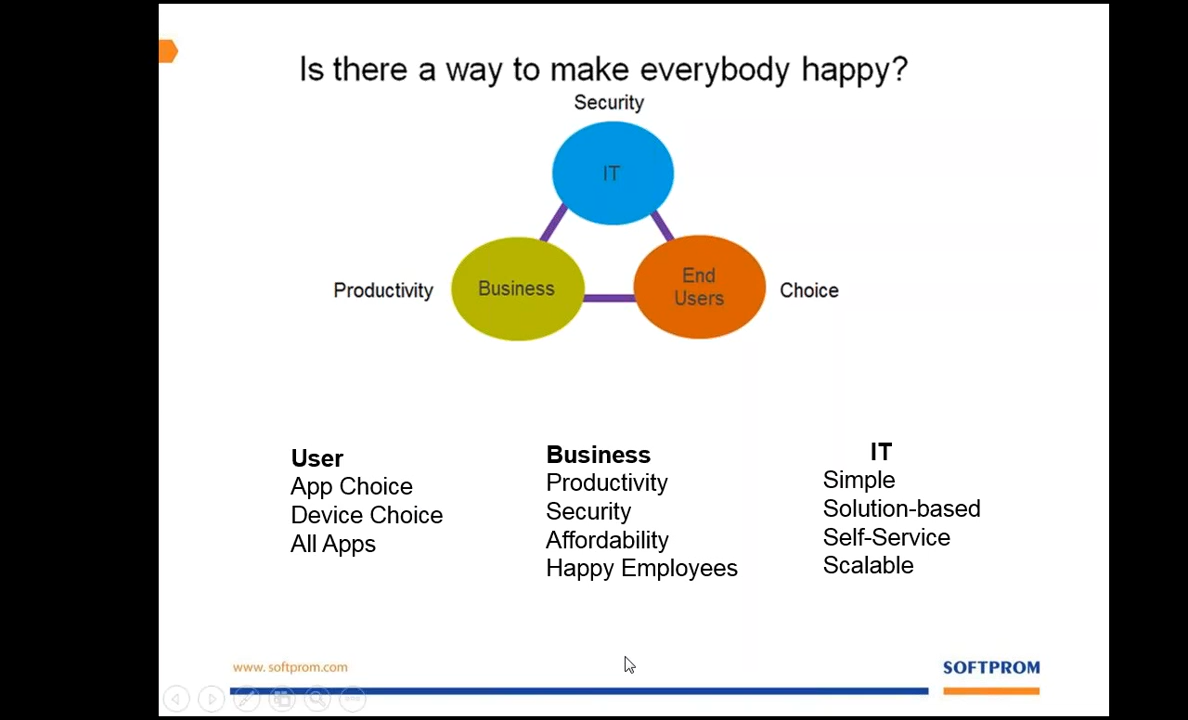 Is there a way to make everybody happy?
Security
IT
Productivity
Business
End
Users
Choice
User
App Choice
Device Choice
All Apps
Business
Productivity
Security
Affordability
Happy Employees
IT
Simple
Solution-based
Self-Service
Scalable
www. softprom.com
SOFTPROM